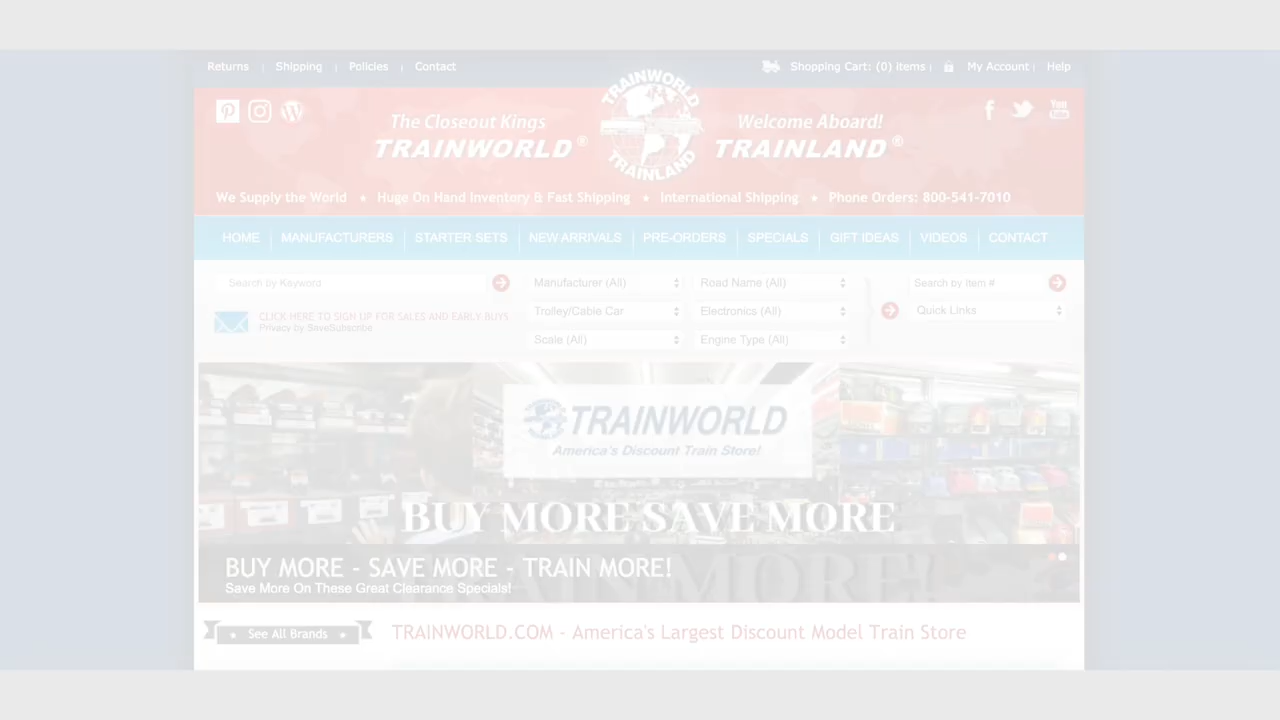 Returns | Shipping | Policies | Contact
Shopping Cart: (0) items | My Account | Help
The Closeout Kings
TRAINWORLD®
TRAINWORLD
TRAINLAND
Welcome Aboard!
TRAINLAND®
You
Tube
We Supply the World ★ Huge On Hand Inventory & Fast Shipping ★ International Shipping ★ Phone Orders: 800-541-7010
HOME MANUFACTURERS STARTER SETS NEW ARRIVALS PRE-ORDERS SPECIALS GIFT IDEAS VIDEOS CONTACT
Search by Keyword
Manufacturer (All)
Road Name (All)
Search by Item #
CLICK HERE TO SIGN UP FOR SALES AND EARLY BUYS
Privacy by SaveSubscribe
Trolley/Cable Car
Electronics (All)
Quick Links
Scale (All)
Engine Type (All)
TRAINWORLD
America's Discount Train Store!
BUY MORE SAVE MORE
TRAIN MORE!
BUY MORE - SAVE MORE - TRAIN MORE!
Save More On These Great Clearance Specials!
★ See All Brands ★
TRAINWORLD.COM - America's Largest Discount Model Train Store